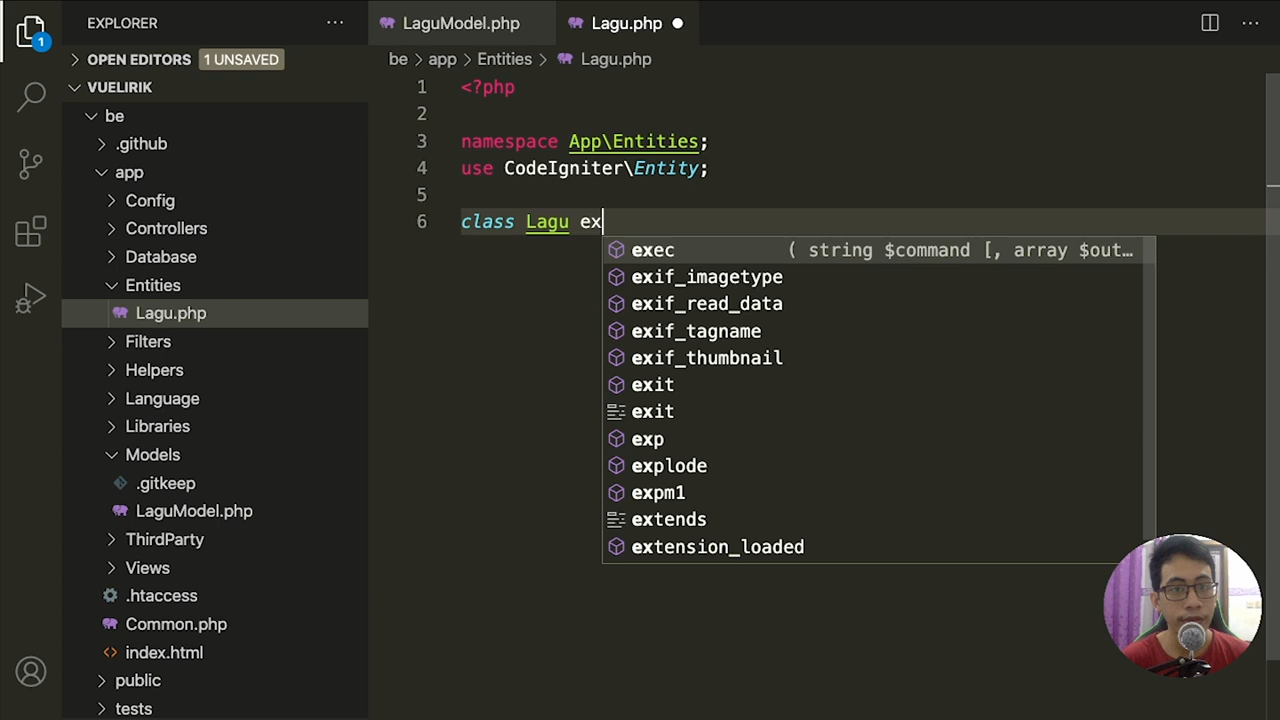 EXPLORER
OPEN EDITORS 1 UNSAVED
VUELIRIK
be
.github
app
Config
Controllers
Database
Entities
Lagu.php
Filters
Helpers
Language
Libraries
Models
.gitkeep
LaguModel.php
ThirdParty
Views
.htaccess
Common.php
index.html
public
tests
1
LaguModel.php
Lagu.php
be > app > Entities > Lagu.php
1 <?php
2
3 namespace App\Entities;
4 use CodeIgniter\Entity;
5
6 class Lagu ex
exec ( string $command [, array $out…
exif_imagetype
exif_read_data
exif_tagname
exif_thumbnail
exit
exit
exp
explode
expm1
extends
extension_loaded